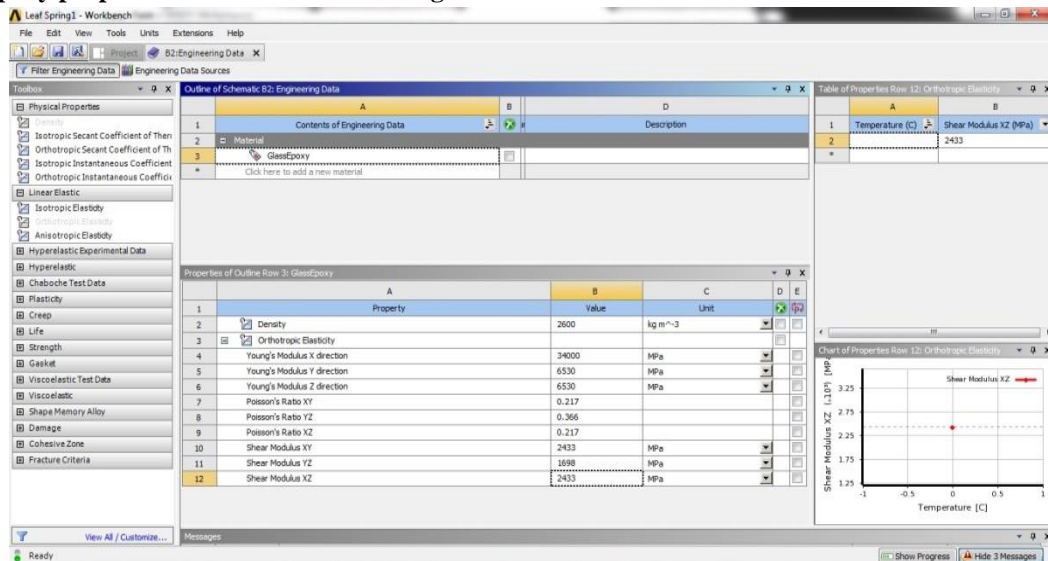 Leaf Spring1 - Workbench
File Edit View Tools Units Extensions Help
Project B2:Engineering Data X
Filter Engineering Data Engineering Data Sources
Toolbox
Physical Properties
Density
Isotropic Secant Coefficient of Ther
Orthotropic Secant Coefficient of Th
Isotropic Instantaneous Coefficient
Orthotropic Instantaneous Coeffici
Linear Elastic
Isotropic Elasticity
Orthotropic Elasticity
Anisotropic Elasticity
Hyperelastic Experimental Data
Hyperelastic
Chaboche Test Data
Plasticity
Creep
Life
Strength
Gasket
Viscoelastic Test Data
Viscoelastic
Shape Memory Alloy
Damage
Cohesive Zone
Fracture Criteria
View All / Customize...
Outline of Schematic B2: Engineering Data
A B D
1 Contents of Engineering Data Description
2 Material
3 GlassEpoxy
* Click here to add a new material
Properties of Outline Row 3: GlassEpoxy
A B C D E
1 Property Value Unit
2 Density 2600 kg m^-3
3 Orthotropic Elasticity
4 Young's Modulus X direction 34000 MPa
5 Young's Modulus Y direction 6530 MPa
6 Young's Modulus Z direction 6530 MPa
7 Poisson's Ratio XY 0.217
8 Poisson's Ratio YZ 0.366
9 Poisson's Ratio XZ 0.217
10 Shear Modulus XY 2433 MPa
11 Shear Modulus YZ 1698 MPa
12 Shear Modulus XZ 2433 MPa
Messages
Table of Properties Row 12: Orthotropic Elasticity
A B
1 Temperature (C) Shear Modulus XZ (MPa)
2 2433
*
Chart of Properties Row 12: Orthotropic Elasticity
Shear Modulus XZ
Shear Modulus XZ (.10³) [MPa
3.25
2.75
2.25
1.75
1.25
-1 -0.5 0 0.5 1
Temperature [C]
Ready
Show Progress Hide 3 Messages